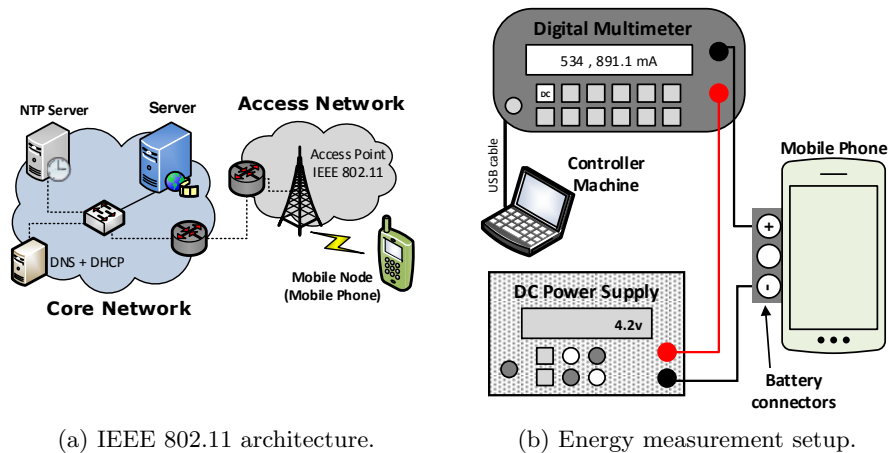 NTP Server
Server
Access Network
Access Point
IEEE 802.11
DNS + DHCP
Core Network
Mobile Node
(Mobile Phone)
(a) IEEE 802.11 architecture.
Digital Multimeter
534 , 891.1 mA
DC
USB cable
Controller
Machine
Mobile Phone
+
-
DC Power Supply
4.2v
Battery
connectors
(b) Energy measurement setup.